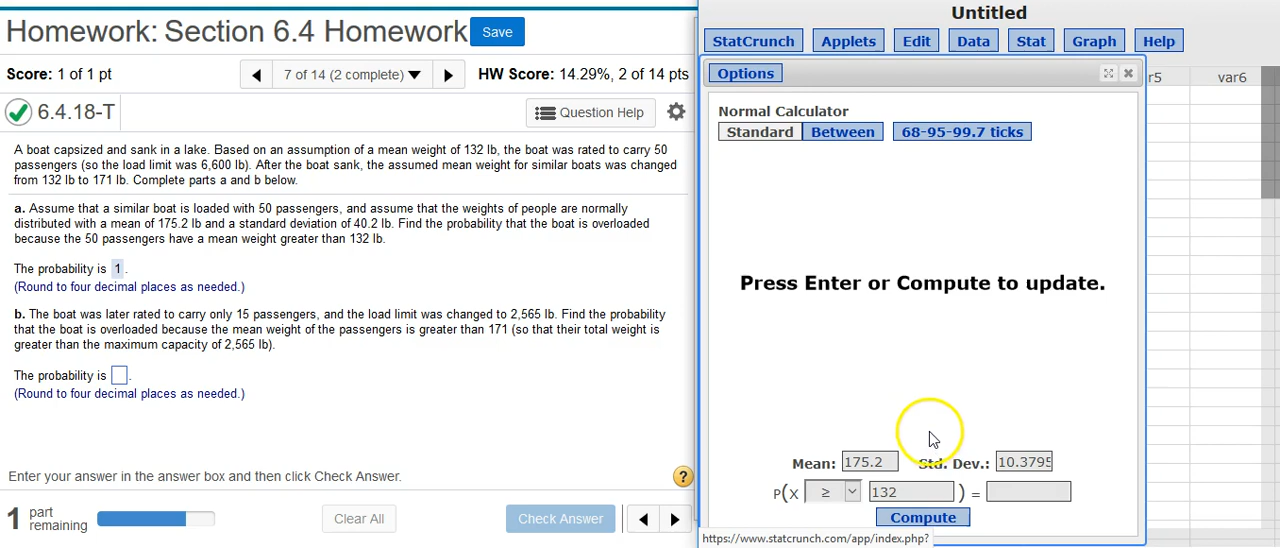 Homework: Section 6.4 Homework
Save
Score: 1 of 1 pt
7 of 14 (2 complete)
HW Score: 14.29%, 2 of 14 pts
6.4.18-T
Question Help
A boat capsized and sank in a lake. Based on an assumption of a mean weight of 132 lb, the boat was rated to carry 50
passengers (so the load limit was 6,600 lb). After the boat sank, the assumed mean weight for similar boats was changed
from 132 lb to 171 lb. Complete parts a and b below.
a. Assume that a similar boat is loaded with 50 passengers, and assume that the weights of people are normally
distributed with a mean of 175.2 lb and a standard deviation of 40.2 lb. Find the probability that the boat is overloaded
because the 50 passengers have a mean weight greater than 132 lb.
The probability is 1.
(Round to four decimal places as needed.)
b. The boat was later rated to carry only 15 passengers, and the load limit was changed to 2,565 lb. Find the probability
that the boat is overloaded because the mean weight of the passengers is greater than 171 (so that their total weight is
greater than the maximum capacity of 2,565 lb).
The probability is .
(Round to four decimal places as needed.)
Enter your answer in the answer box and then click Check Answer.
?
1 part
remaining
Clear All
Check Answer
Untitled
StatCrunch Applets Edit Data Stat Graph Help
Options
r5 var6
Normal Calculator
Standard Between 68-95-99.7 ticks
Press Enter or Compute to update.
Mean: 175.2 Std. Dev.: 10.3795
P(X ≥ 132 ) =
Compute
https://www.statcrunch.com/app/index.php?